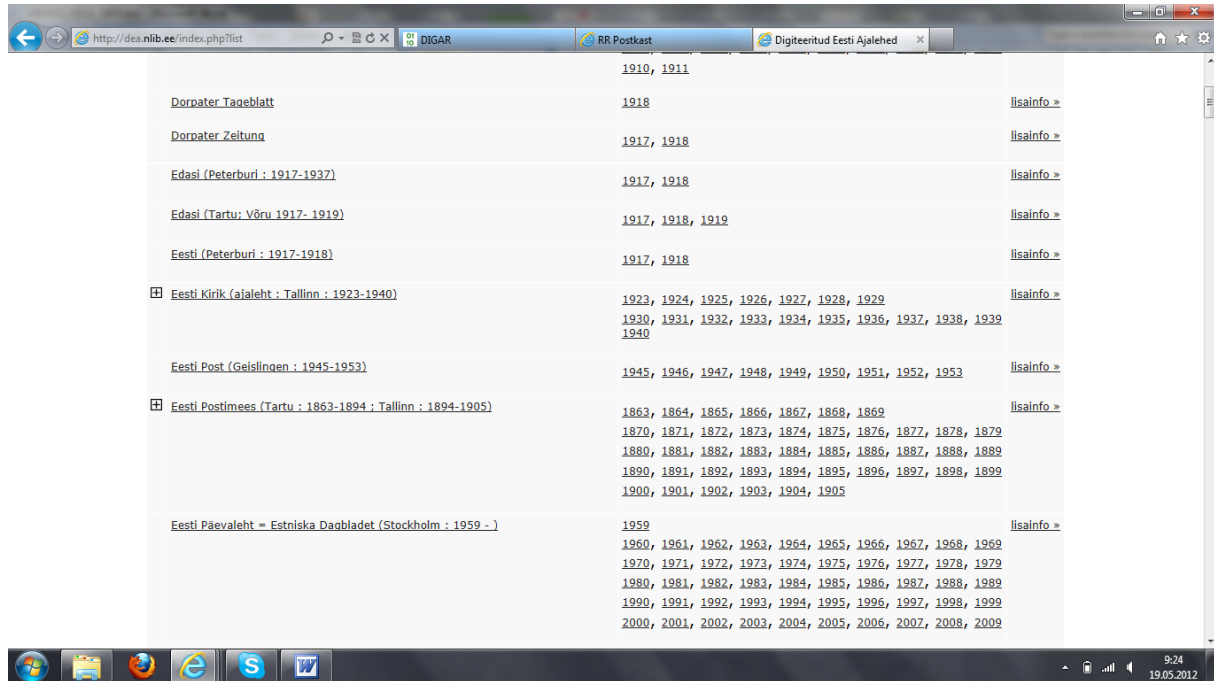 http://dea.nlib.ee/index.php?list
DIGAR
RR Postkast
Digiteeritud Eesti Ajalehed
1910, 1911
Dorpater Tageblatt 1918 lisainfo »
Dorpater Zeitung 1917, 1918 lisainfo »
Edasi (Peterburi : 1917-1937) 1917, 1918 lisainfo »
Edasi (Tartu; Võru 1917- 1919) 1917, 1918, 1919 lisainfo »
Eesti (Peterburi : 1917-1918) 1917, 1918 lisainfo »
Eesti Kirik (ajaleht : Tallinn : 1923-1940) 1923, 1924, 1925, 1926, 1927, 1928, 1929 lisainfo »
1930, 1931, 1932, 1933, 1934, 1935, 1936, 1937, 1938, 1939
1940
Eesti Post (Geislingen : 1945-1953) 1945, 1946, 1947, 1948, 1949, 1950, 1951, 1952, 1953 lisainfo »
Eesti Postimees (Tartu : 1863-1894 ; Tallinn : 1894-1905) 1863, 1864, 1865, 1866, 1867, 1868, 1869 lisainfo »
1870, 1871, 1872, 1873, 1874, 1875, 1876, 1877, 1878, 1879
1880, 1881, 1882, 1883, 1884, 1885, 1886, 1887, 1888, 1889
1890, 1891, 1892, 1893, 1894, 1895, 1896, 1897, 1898, 1899
1900, 1901, 1902, 1903, 1904, 1905
Eesti Päevaleht = Estniska Dagbladet (Stockholm : 1959 - ) 1959 lisainfo »
1960, 1961, 1962, 1963, 1964, 1965, 1966, 1967, 1968, 1969
1970, 1971, 1972, 1973, 1974, 1975, 1976, 1977, 1978, 1979
1980, 1981, 1982, 1983, 1984, 1985, 1986, 1987, 1988, 1989
1990, 1991, 1992, 1993, 1994, 1995, 1996, 1997, 1998, 1999
2000, 2001, 2002, 2003, 2004, 2005, 2006, 2007, 2008, 2009
9:24
19.05.2012